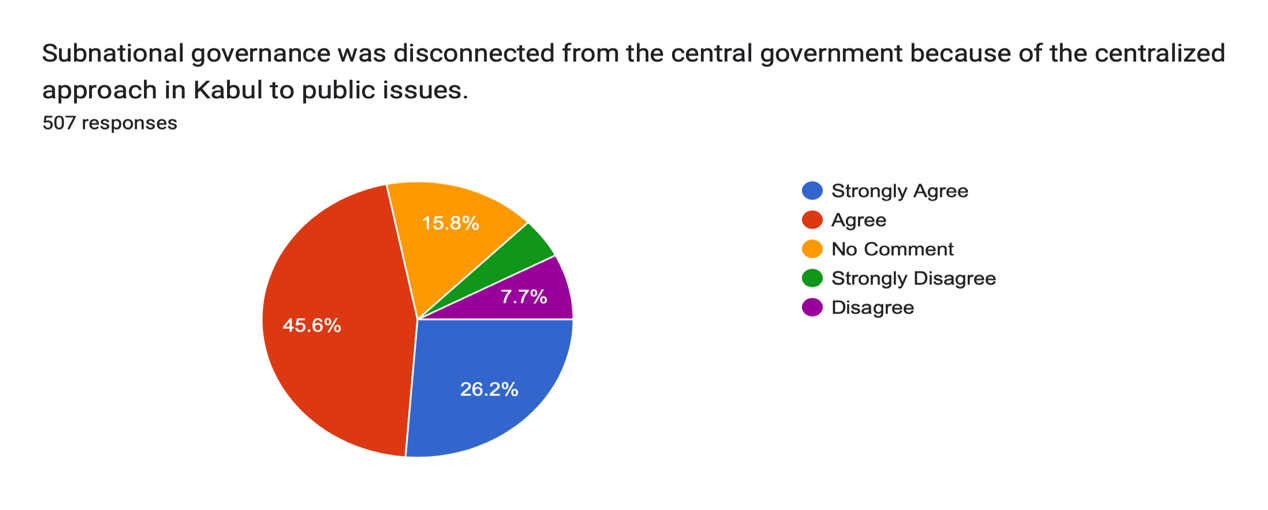 Subnational governance was disconnected from the central government because of the centralized
approach in Kabul to public issues.
507 responses
15.8%
7.7%
45.6%
26.2%
Strongly Agree
Agree
No Comment
Strongly Disagree
Disagree